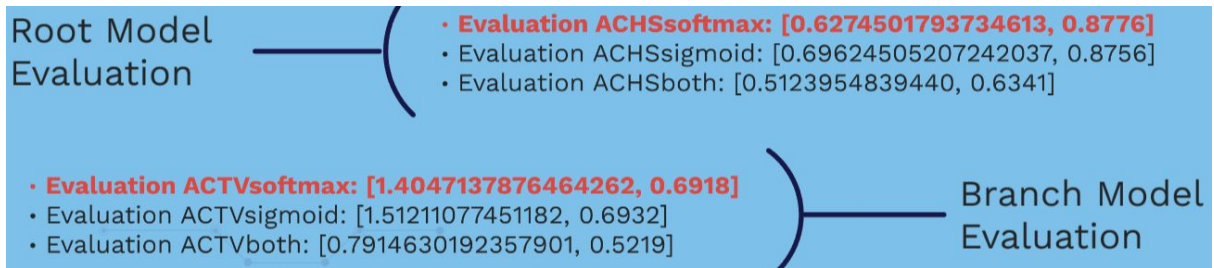 Root Model
Evaluation
• Evaluation ACHSsoftmax: [0.6274501793734613, 0.8776]
• Evaluation ACHSsigmoid: [0.69624505207242037, 0.8756]
• Evaluation ACHSboth: [0.5123954839440, 0.6341]
• Evaluation ACTVsoftmax: [1.4047137876464262, 0.6918]
• Evaluation ACTVsigmoid: [1.51211077451182, 0.6932]
• Evaluation ACTVboth: [0.7914630192357901, 0.5219]
Branch Model
Evaluation